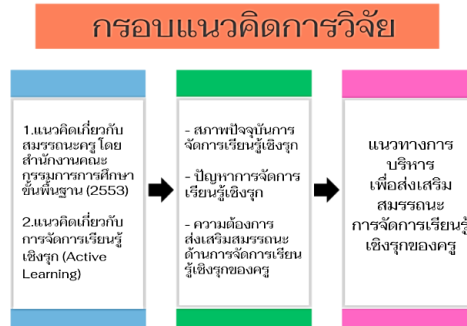 กรอบแนวคิดการวิจัย
1.แนวคิดเกี่ยวกับ
สมรรถนะครู โดย
สำนักงานคณะ
กรรมการการศึกษา
ขั้นพื้นฐาน (2553)
2.แนวคิดเกี่ยวกับ
การจัดการเรียนรู้
เชิงรุก (Active
Learning)
- สภาพปัจจุบันการ
จัดการเรียนรู้เชิงรุก
- ปัญหาการจัดการ
เรียนรู้เชิงรุก
- ความต้องการ
ส่งเสริมสมรรถนะ
ด้านการจัดการเรียน
รู้เชิงรุกของครู
แนวทางการ
บริหาร
เพื่อส่งเสริม
สมรรถนะ
การจัดการเรียนรู้
เชิงรุกของครู